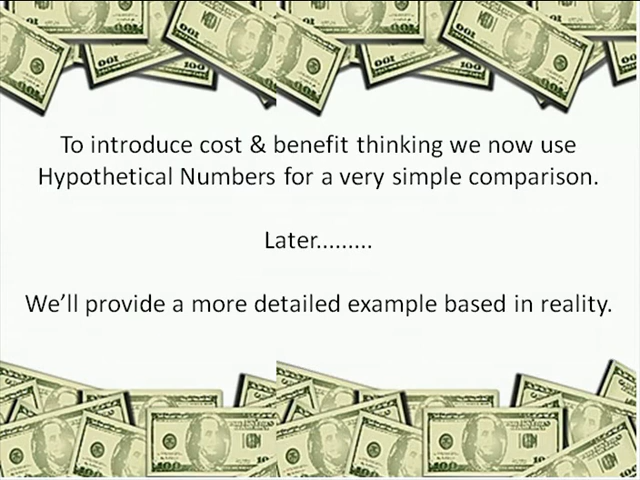 To introduce cost & benefit thinking we now use
Hypothetical Numbers for a very simple comparison.
Later.........
We'll provide a more detailed example based in reality.